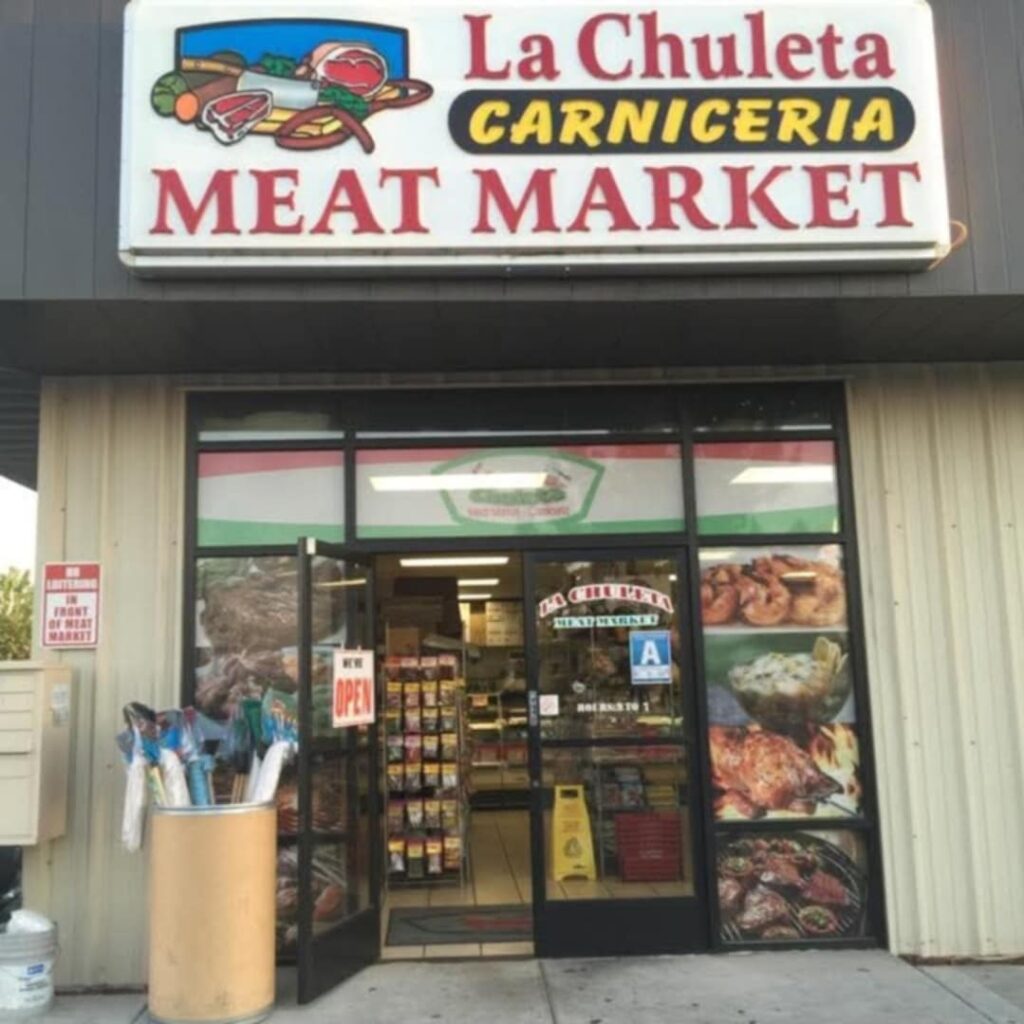 La Chuleta
CARNICERIA
MEAT MARKET
NO
LOITERING
IN
FRONT
OF MEAT
MARKET
WE'RE
OPEN
LA CHULETA
MEAT MARKET
A